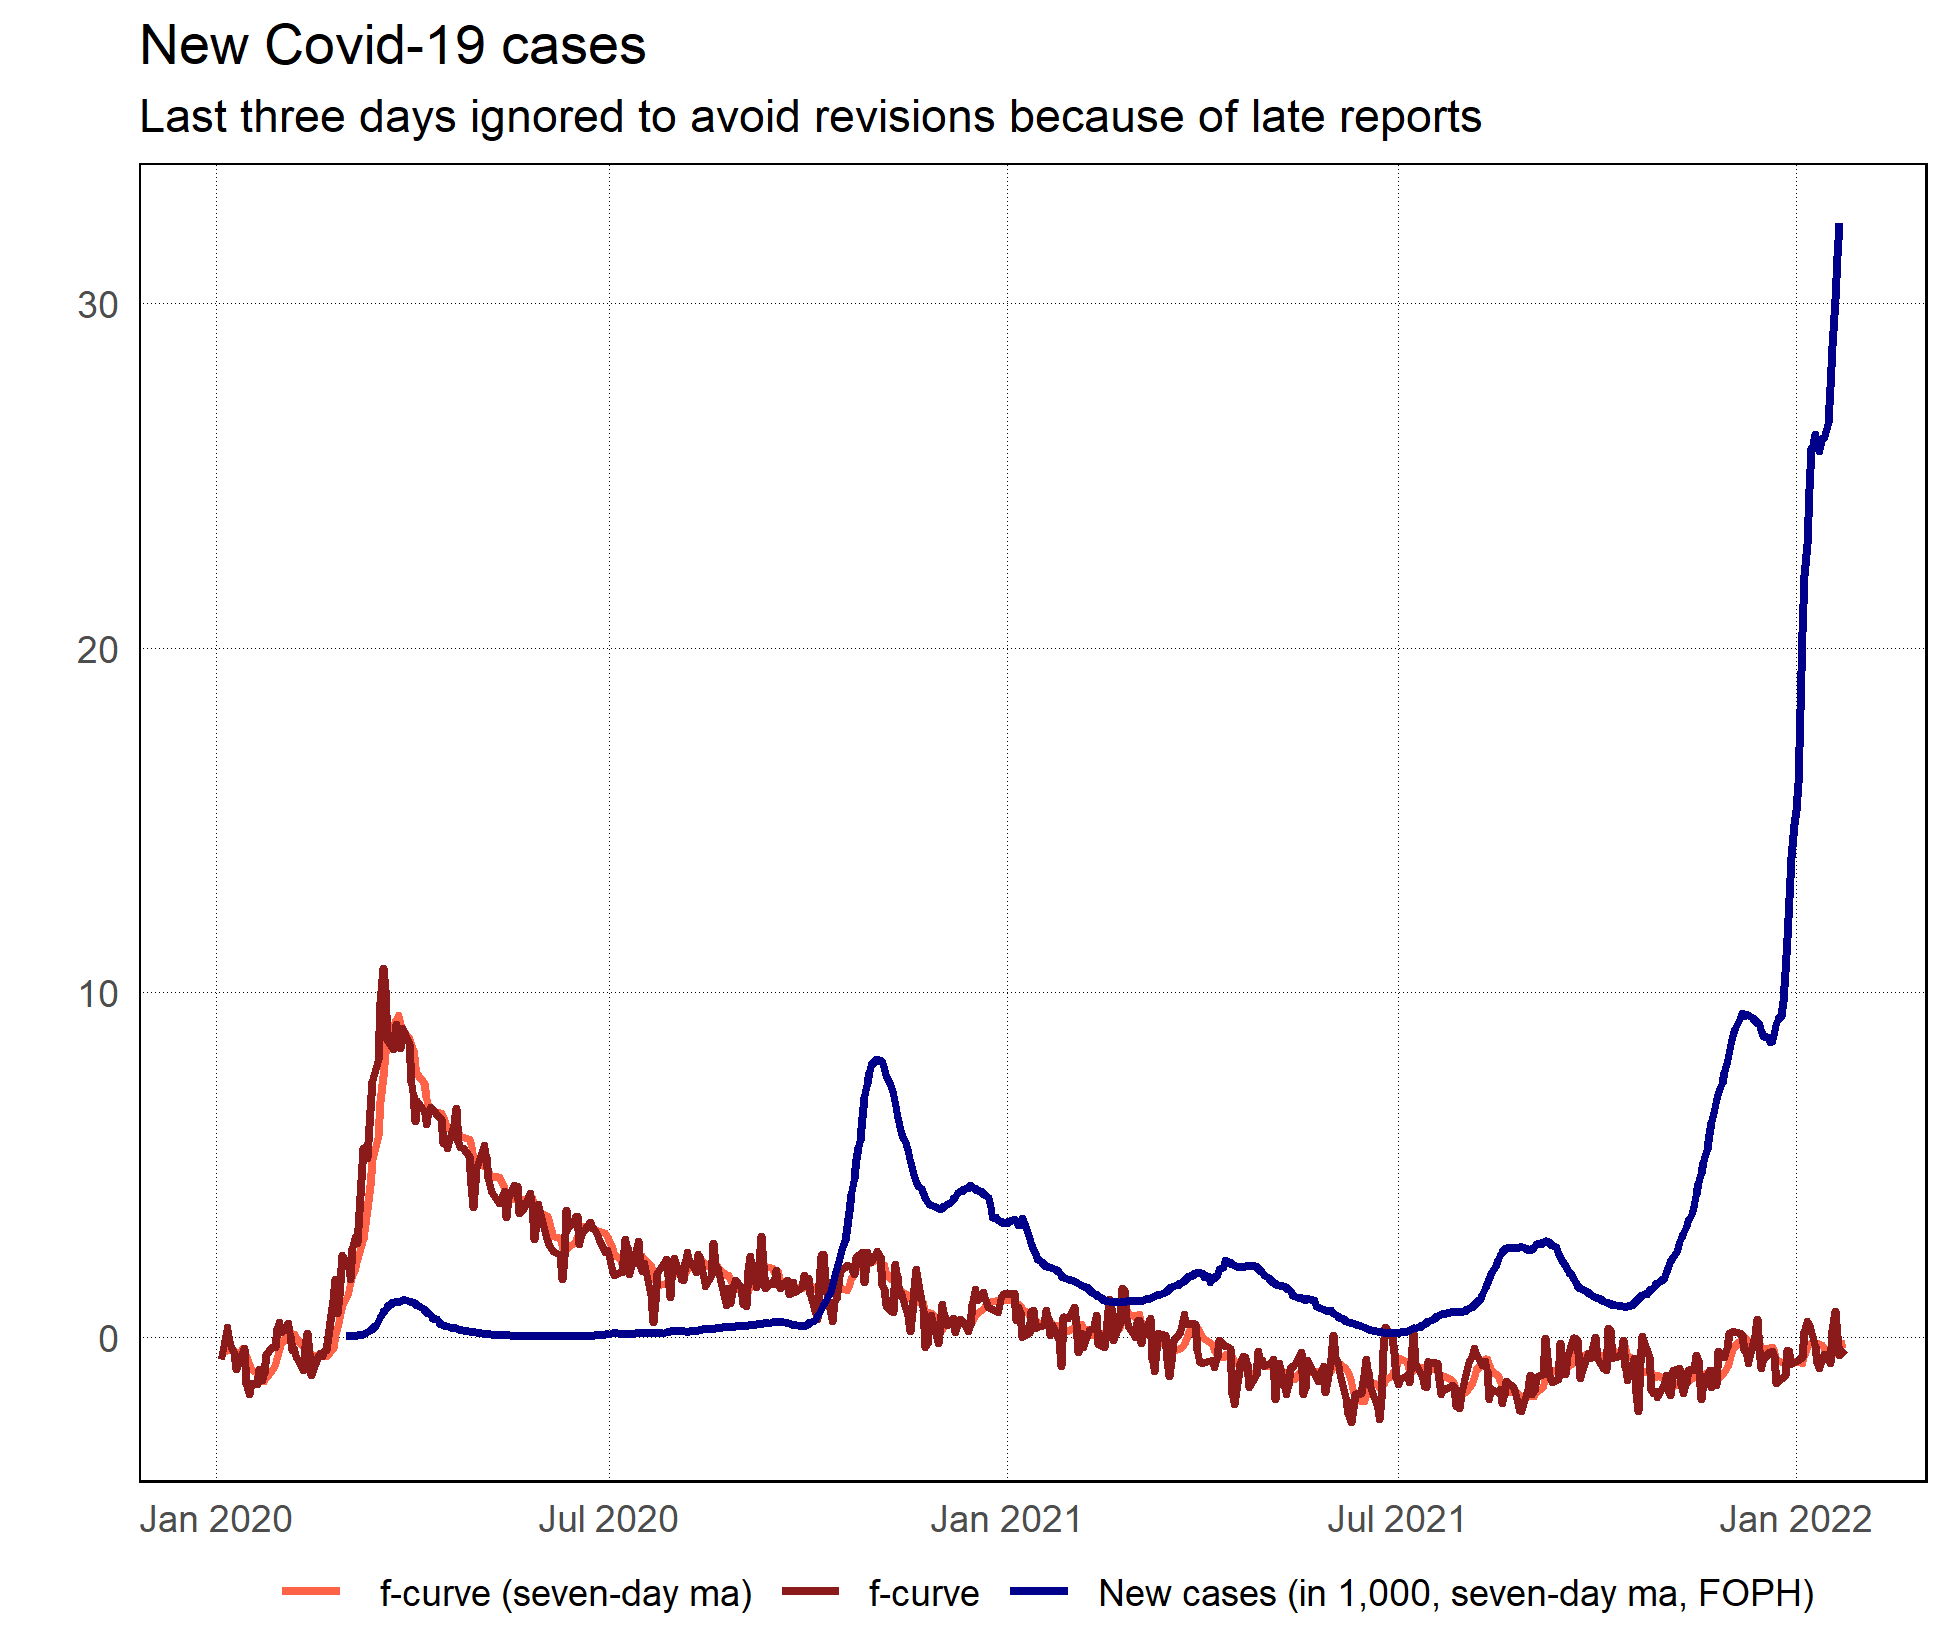 New Covid-19 cases
Last three days ignored to avoid revisions because of late reports
30
20
10
0
Jan 2020 Jul 2020 Jan 2021 Jul 2021 Jan 2022
f-curve (seven-day ma) f-curve New cases (in 1,000, seven-day ma, FOPH)